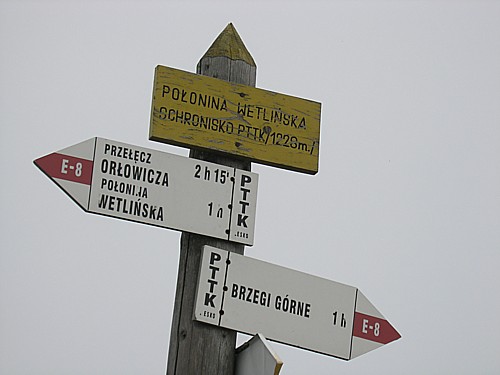 POŁONINA WETLIŃSKA
SCHRONISKO PTTK/1228m./
E-8
PRZEŁĘCZ
ORŁOWICZA 2 h 15'
POŁONINA
WETLIŃSKA 1 h
PTTK
PTTK
BRZEGI GÓRNE 1 h
E-8